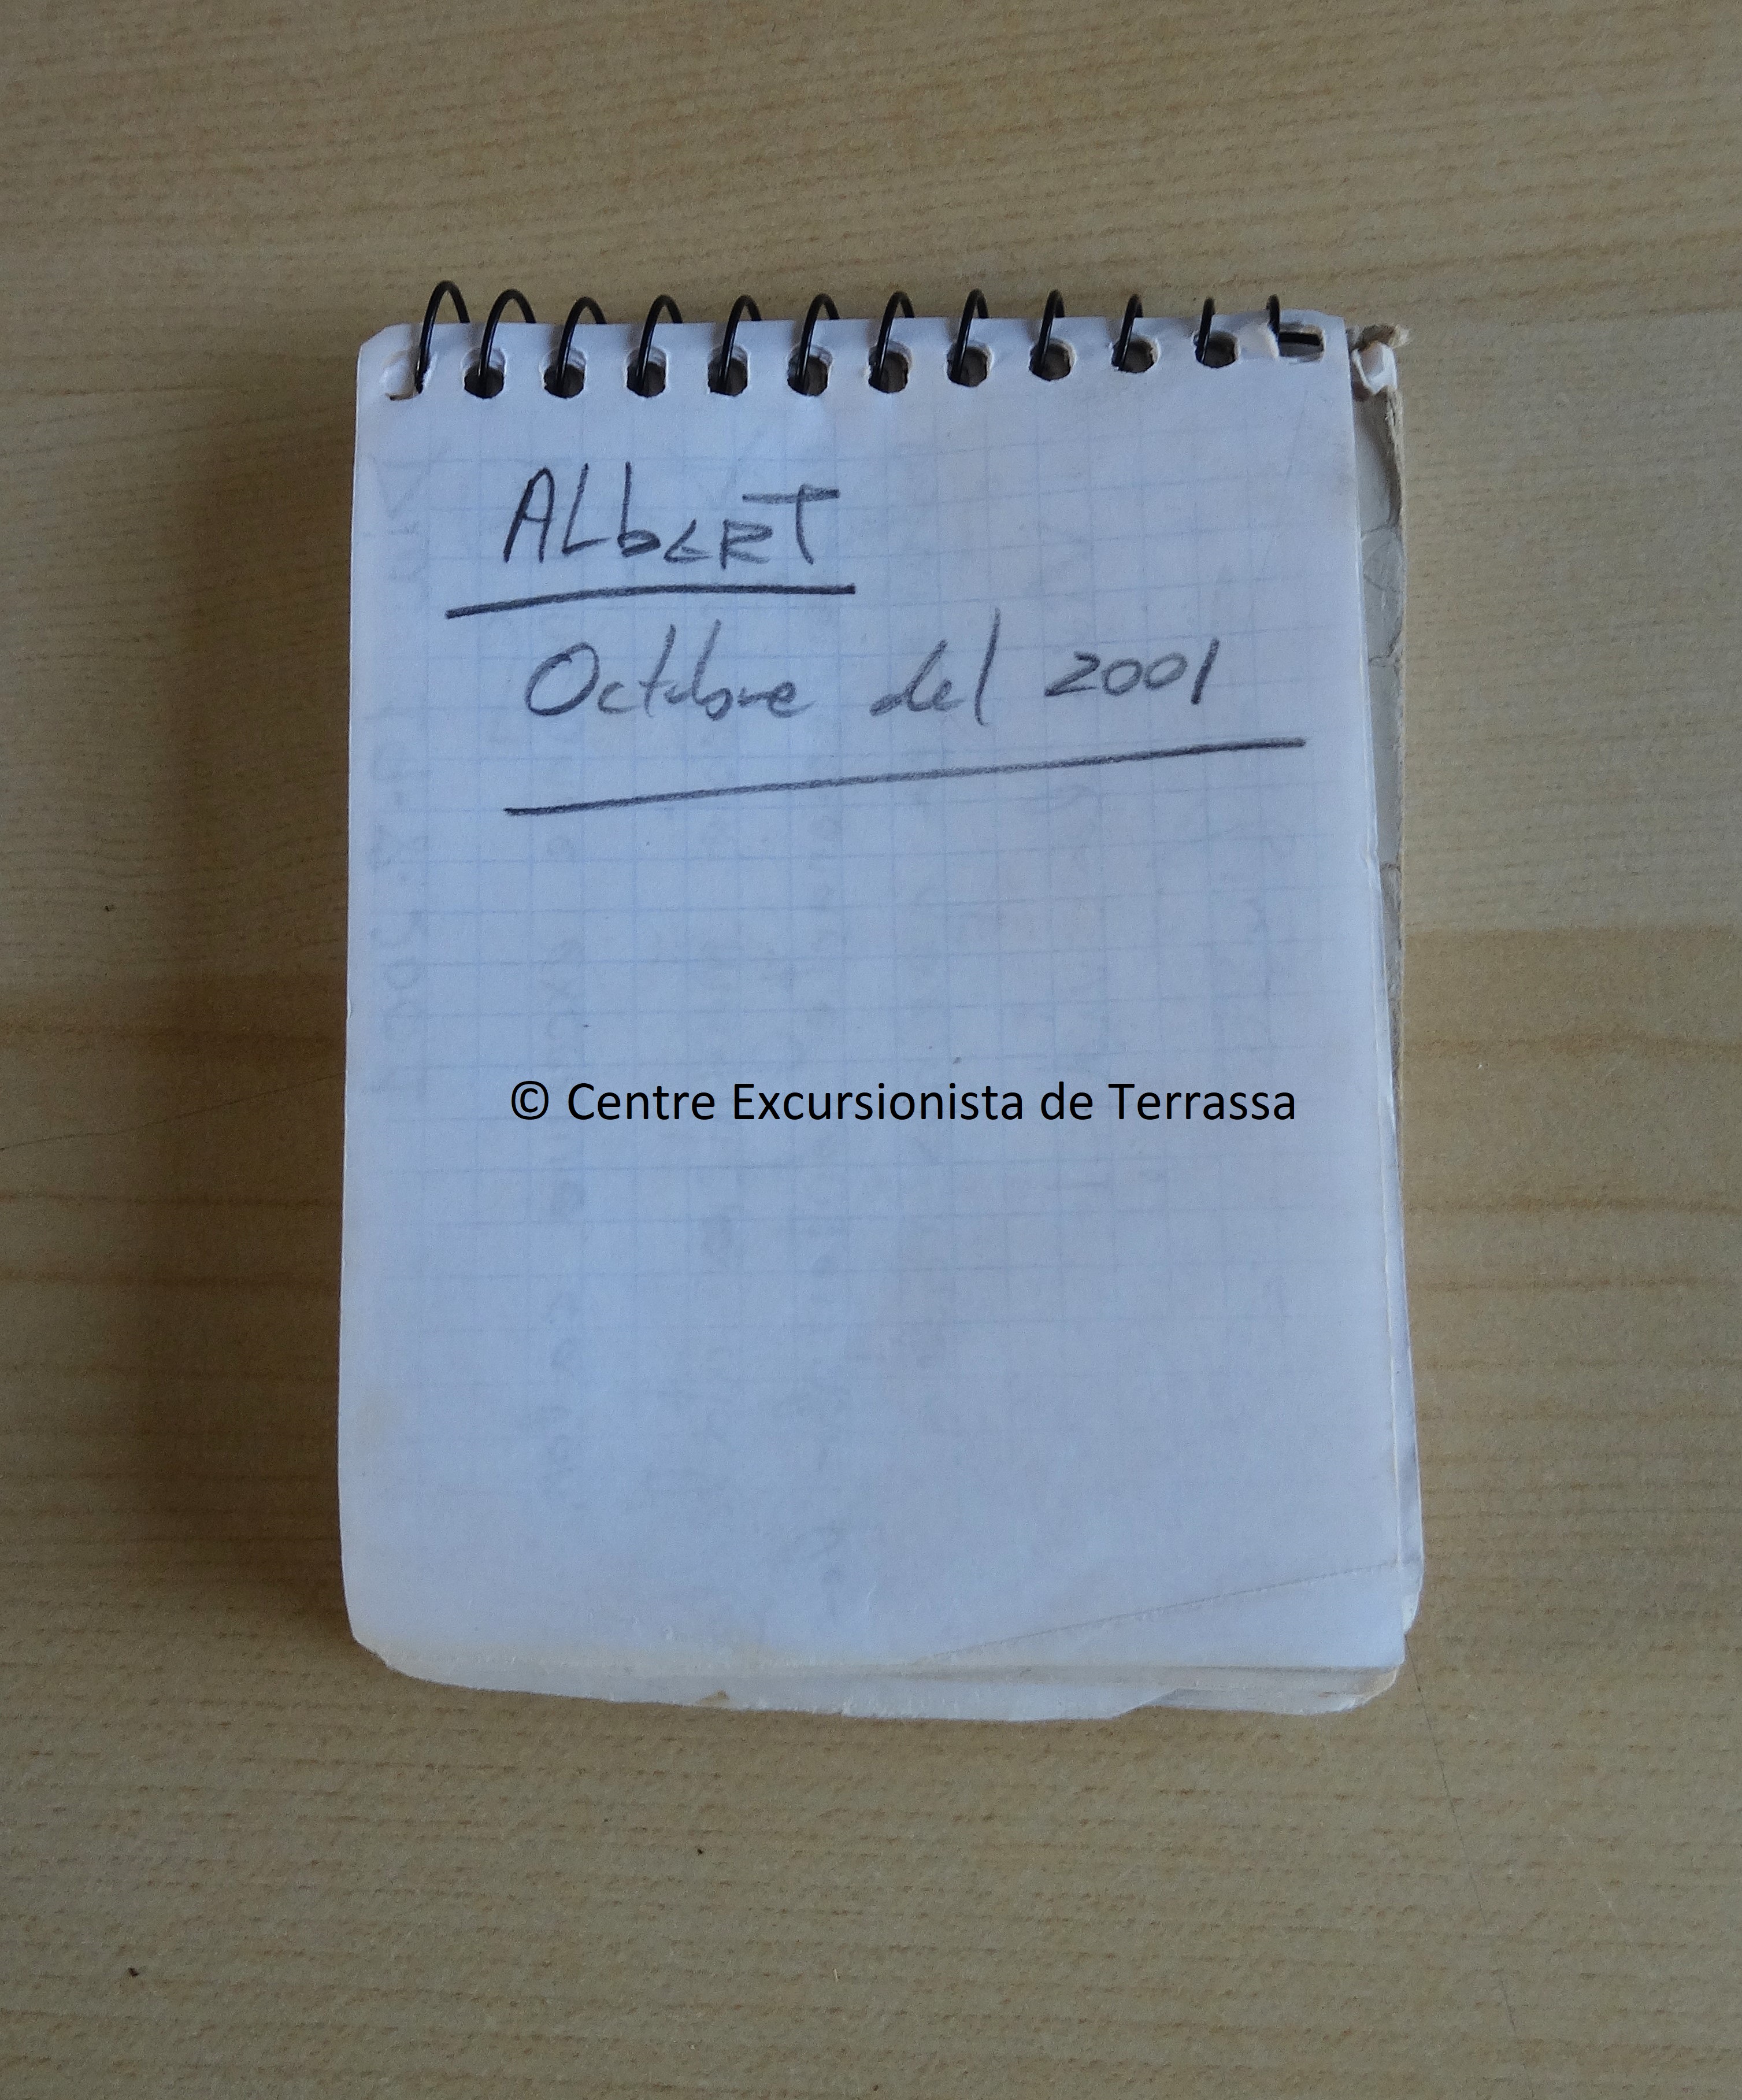 ALbERT
Octubre del 2001
© Centre Excursionista de Terrassa